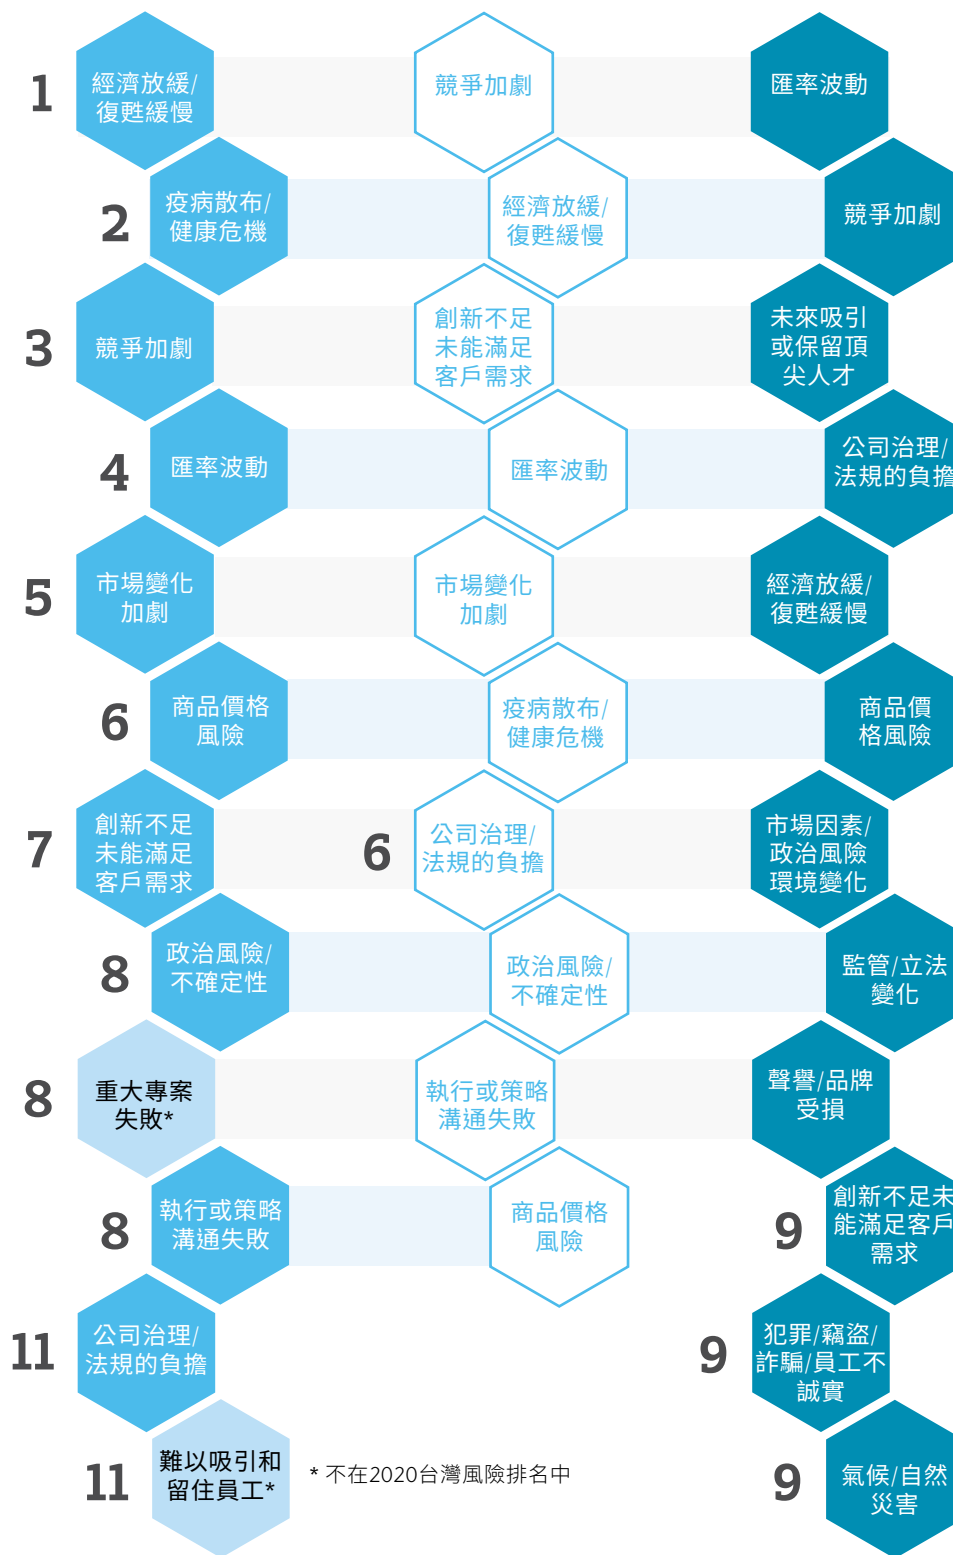 1
經濟放緩/
復甦緩慢
競爭加劇
匯率波動
2
疫病散布/
健康危機
經濟放緩/
復甦緩慢
競爭加劇
3
競爭加劇
創新不足
未能滿足
客戶需求
未來吸引
或保留頂
尖人才
4
匯率波動
匯率波動
公司治理/
法規的負擔
5
市場變化
加劇
市場變化
加劇
經濟放緩/
復甦緩慢
6
商品價格
風險
疫病散布/
健康危機
商品價
格風險
7
創新不足
未能滿足
客戶需求
6
公司治理/
法規的負擔
市場因素/
政治風險
環境變化
8
政治風險/
不確定性
政治風險/
不確定性
監管/立法
變化
8
重大專案
失敗*
執行或策略
溝通失敗
聲譽/品牌
受損
8
執行或策略
溝通失敗
商品價格
風險
9
創新不足未
能滿足客戶
需求
11
公司治理/
法規的負擔
9
犯罪/竊盜/
詐騙/員工不
誠實
11
難以吸引和
留住員工*
* 不在2020台灣風險排名中
9
氣候/自然
災害